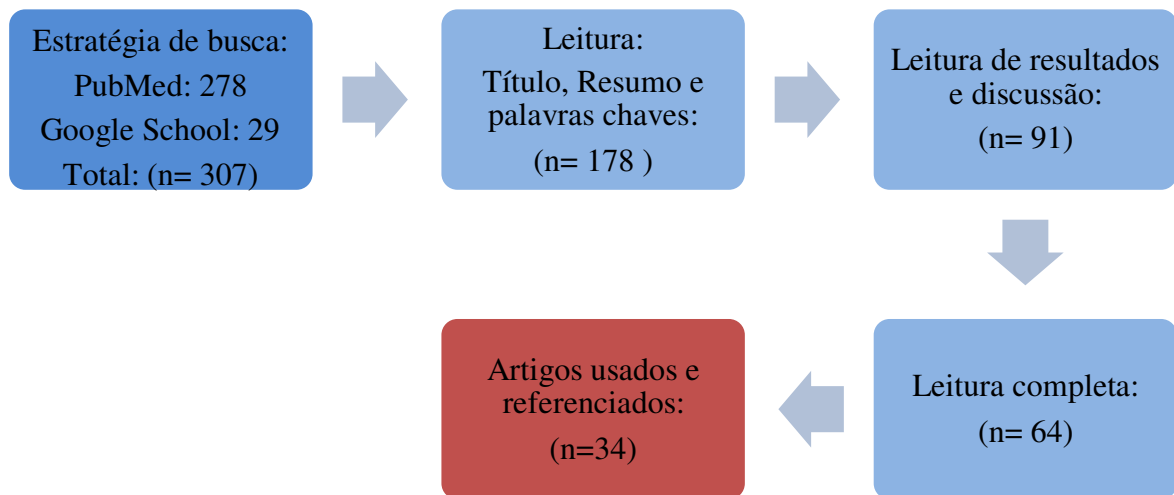 Estratégia de busca:
PubMed: 278
Google School: 29
Total: (n= 307)
Leitura:
Título, Resumo e
palavras chaves:
(n= 178 )
Leitura de resultados
e discussão:
(n= 91)
Leitura completa:
(n= 64)
Artigos usados e
referenciados:
(n=34)